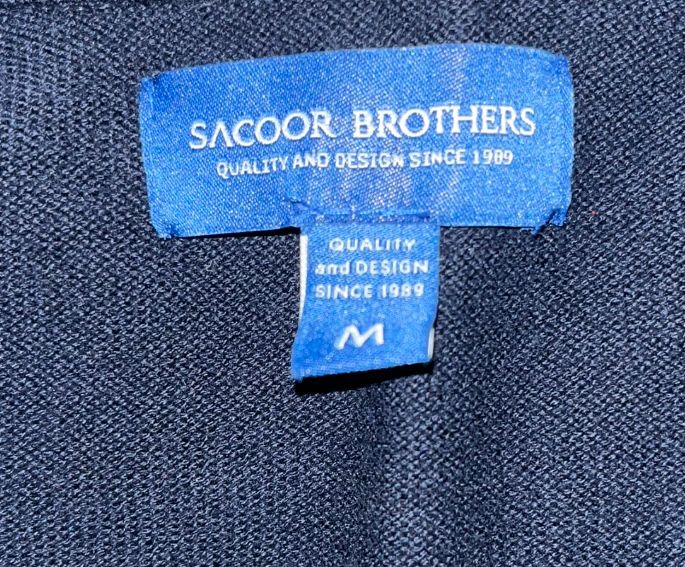 SACOOR BROTHERS
QUALITY AND DESIGN SINCE 1989
QUALITY
and DESIGN
SINCE 1989
M